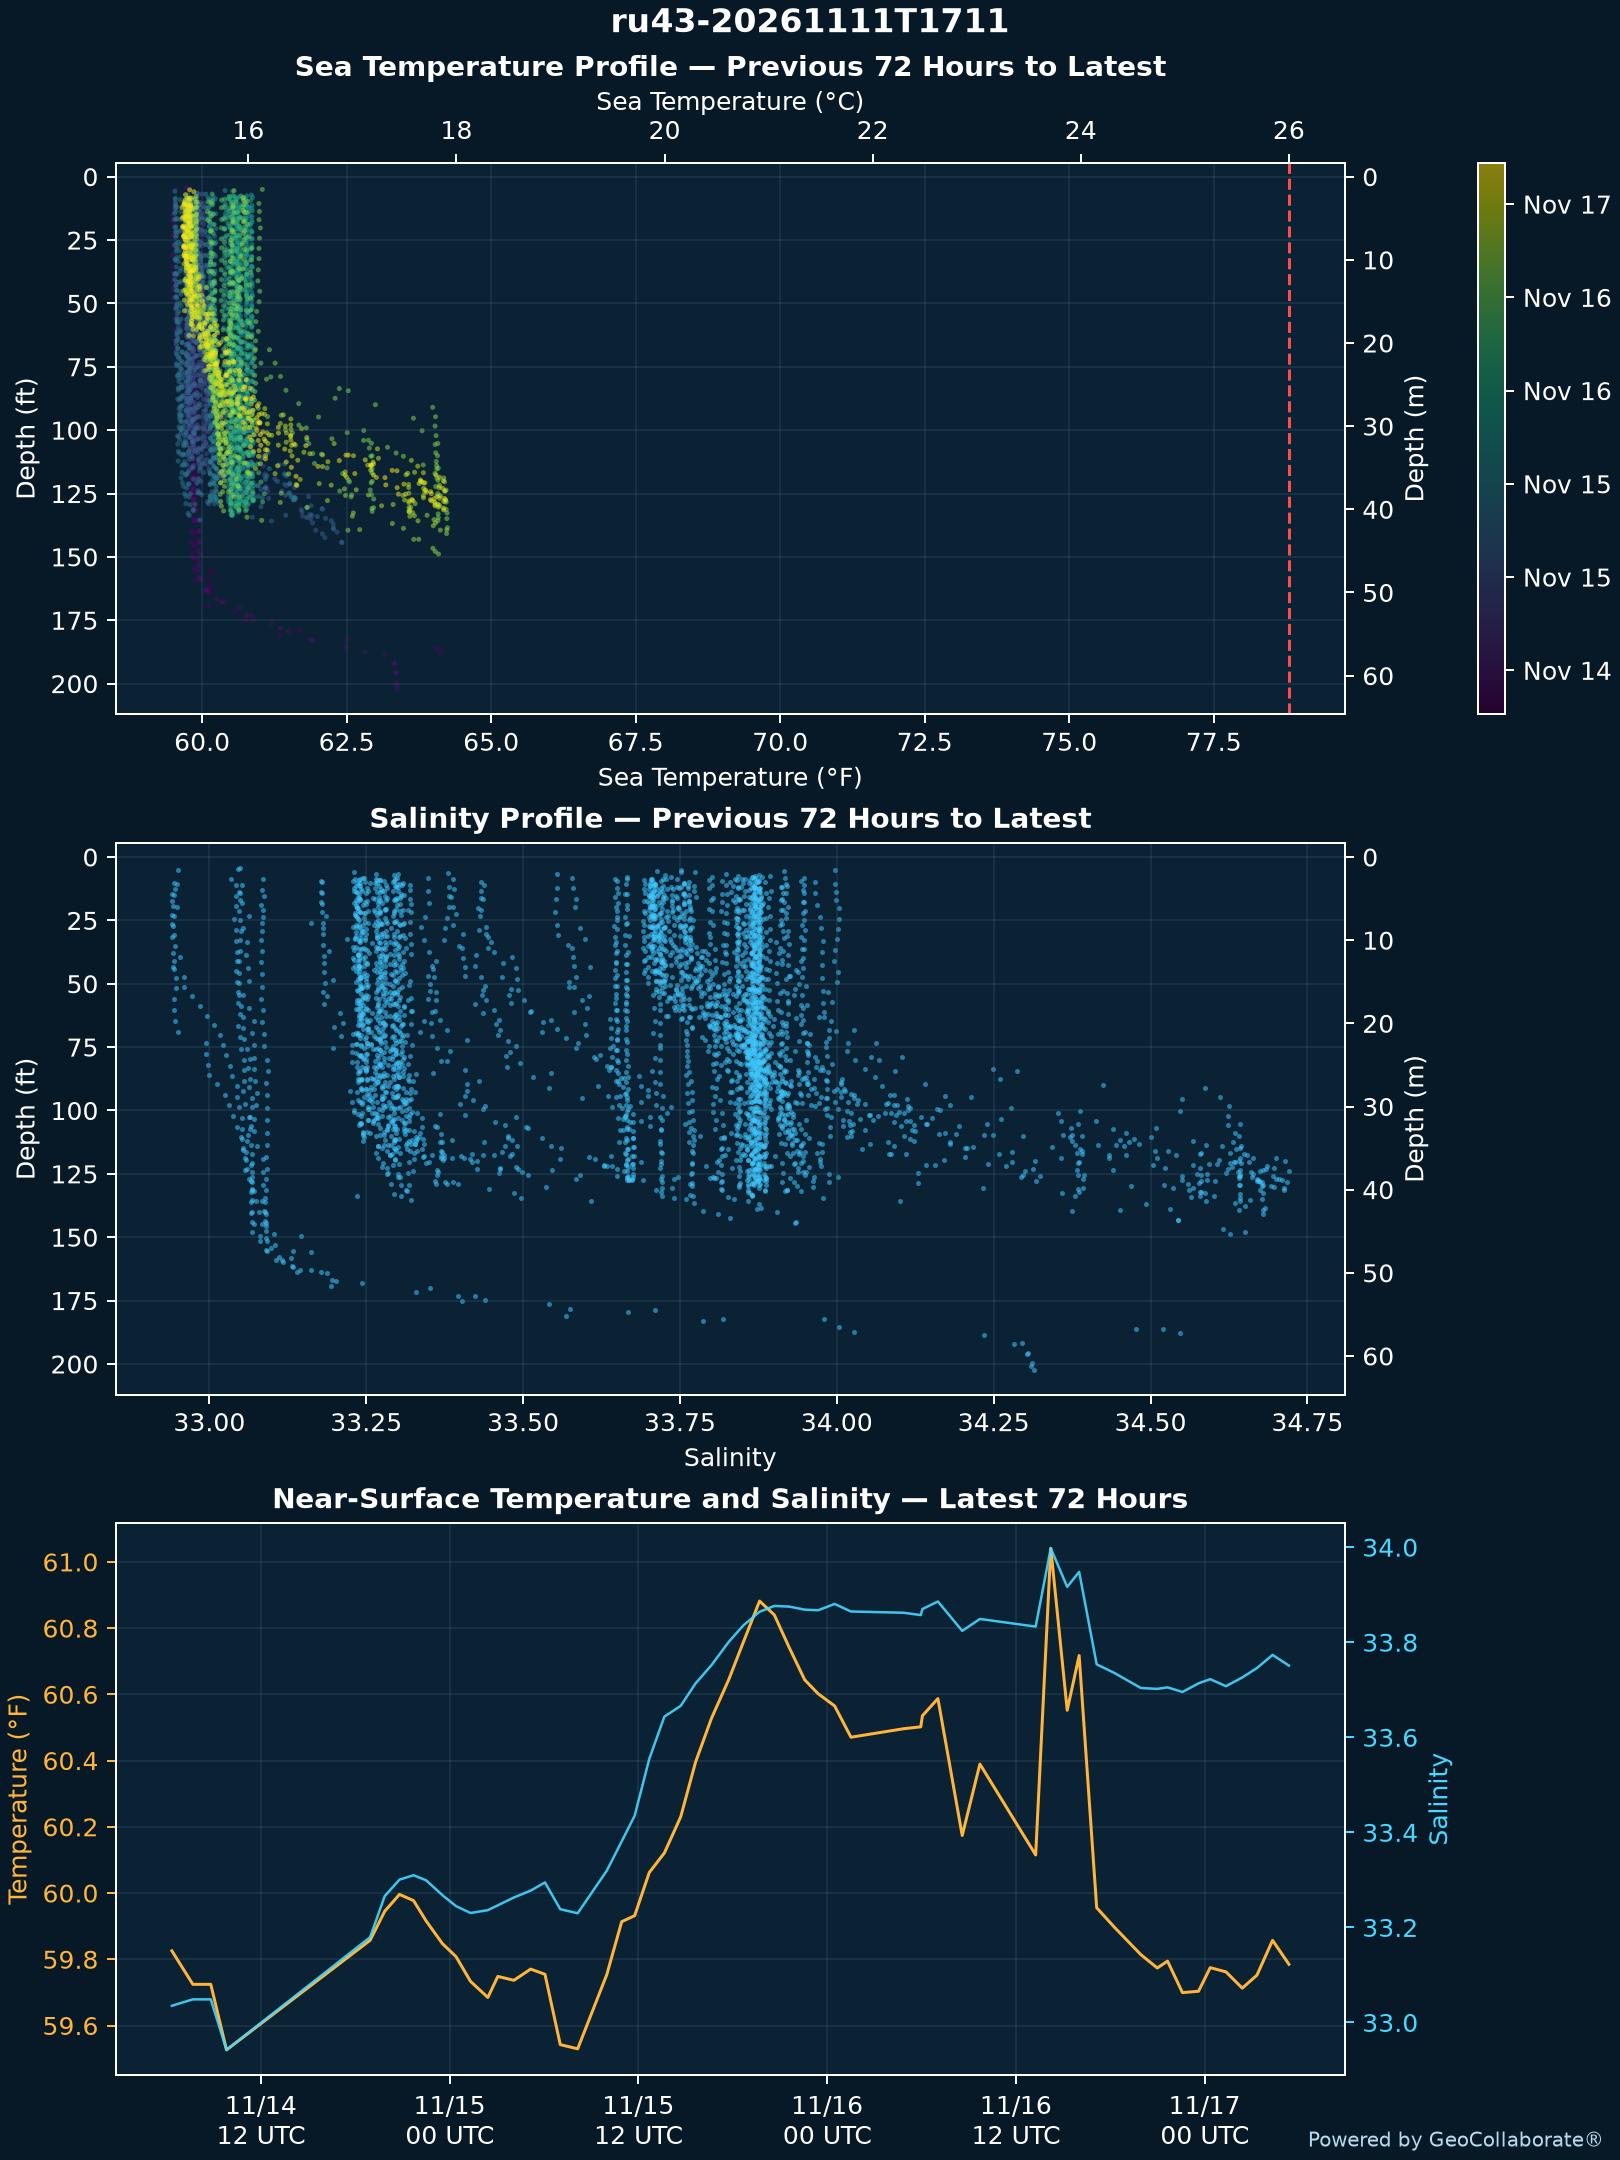 ru43-20261111T1711
Sea Temperature Profile — Previous 72 Hours to Latest
Sea Temperature (°C)
16 18 20 22 24 26
0 25 50 75 100 125 150 175 200
Depth (ft)
0 10 20 30 40 50 60
Depth (m)
Nov 17
Nov 16
Nov 16
Nov 15
Nov 15
Nov 14
60.0 62.5 65.0 67.5 70.0 72.5 75.0 77.5
Sea Temperature (°F)
Salinity Profile — Previous 72 Hours to Latest
0 25 50 75 100 125 150 175 200
Depth (ft)
0 10 20 30 40 50 60
Depth (m)
33.00 33.25 33.50 33.75 34.00 34.25 34.50 34.75
Salinity
Near-Surface Temperature and Salinity — Latest 72 Hours
61.0 60.8 60.6 60.4 60.2 60.0 59.8 59.6
Temperature (°F)
34.0 33.8 33.6 33.4 33.2 33.0
Salinity
11/14 11/15 11/15 11/16 11/16 11/17
12 UTC 00 UTC 12 UTC 00 UTC 12 UTC 00 UTC
Powered by GeoCollaborate®